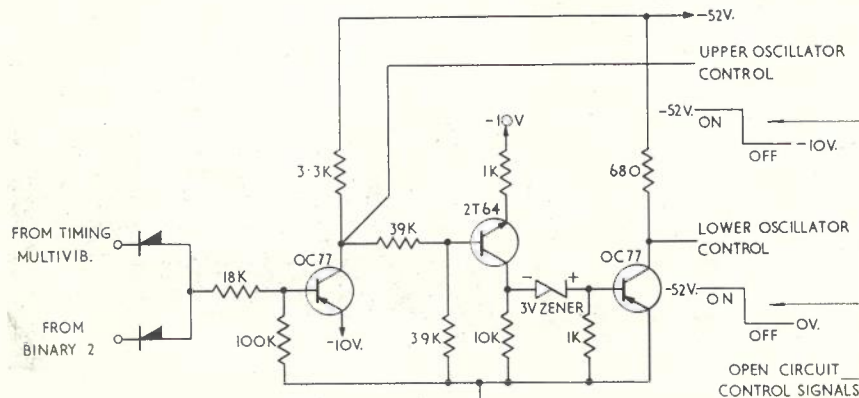 -52V.
UPPER OSCILLATOR
CONTROL
-52V.
ON
OFF
-10V.
-10V
1K
3·3K
680
2T64
39K
OC77
FROM TIMING
MULTIVIB.
18K
LOWER OSCILLATOR
CONTROL
OC77
- +
3V ZENER
-52V.
ON
OFF
0V.
FROM
BINARY 2
100K
-10V.
39K
10K
1K
OPEN CIRCUIT
CONTROL SIGNALS